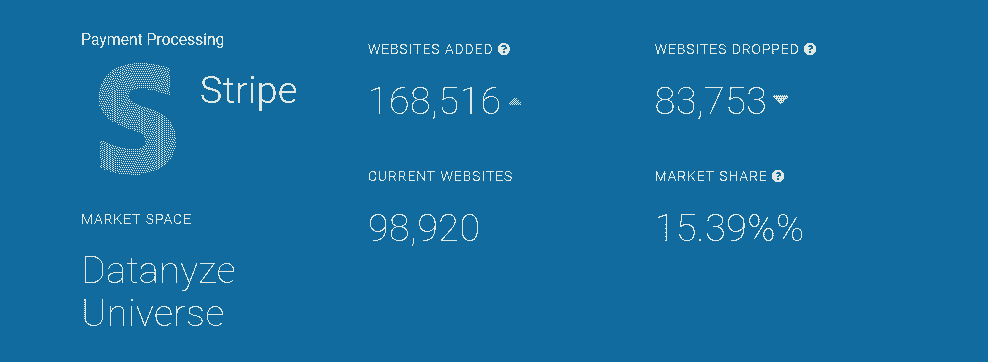 Payment Processing
S
Stripe
MARKET SPACE
Datanyze
Universe
WEBSITES ADDED ?
168,516
WEBSITES DROPPED ?
83,753
CURRENT WEBSITES
98,920
MARKET SHARE ?
15.39%%